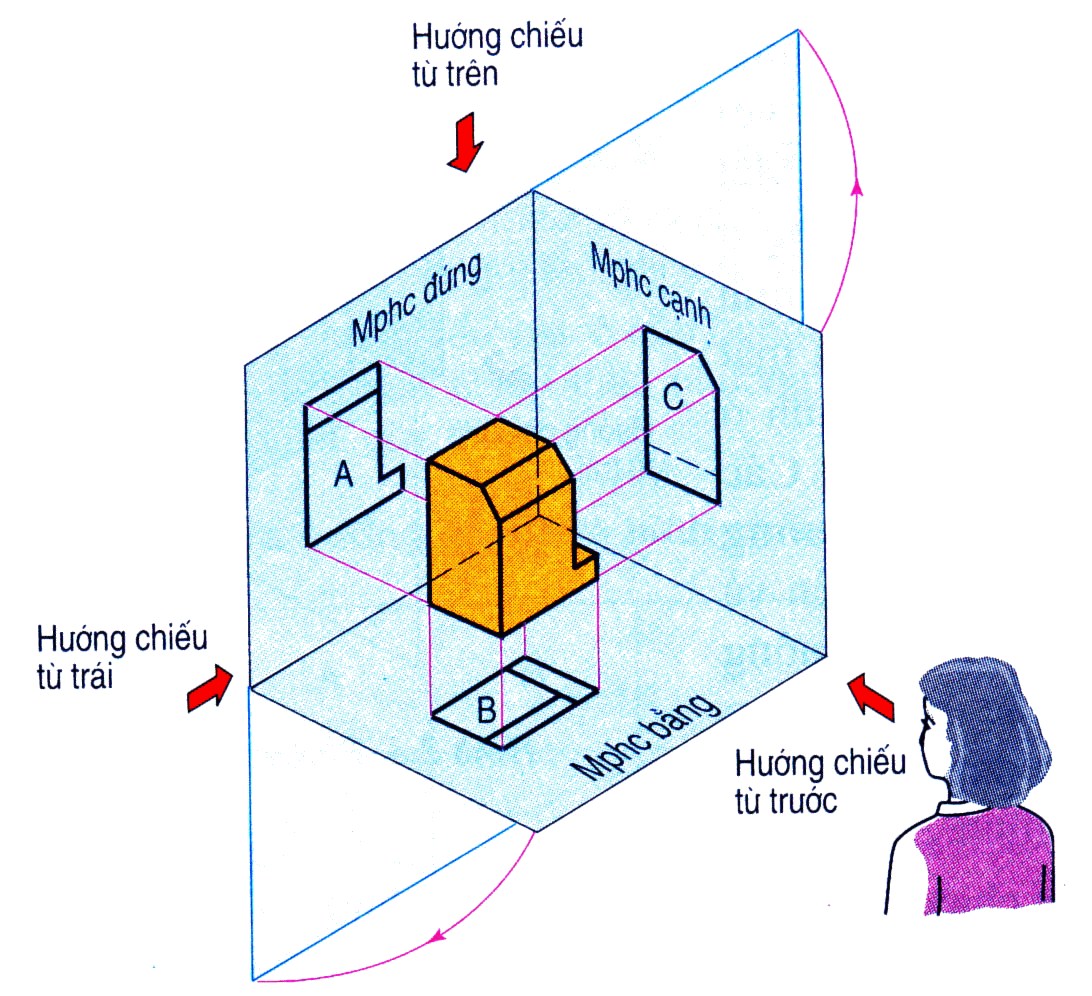 Hướng chiếu
từ trên
Mphc đứng
Mphc cạnh
A
C
Hướng chiếu
từ trái
B
Mphc bằng
Hướng chiếu
từ trước